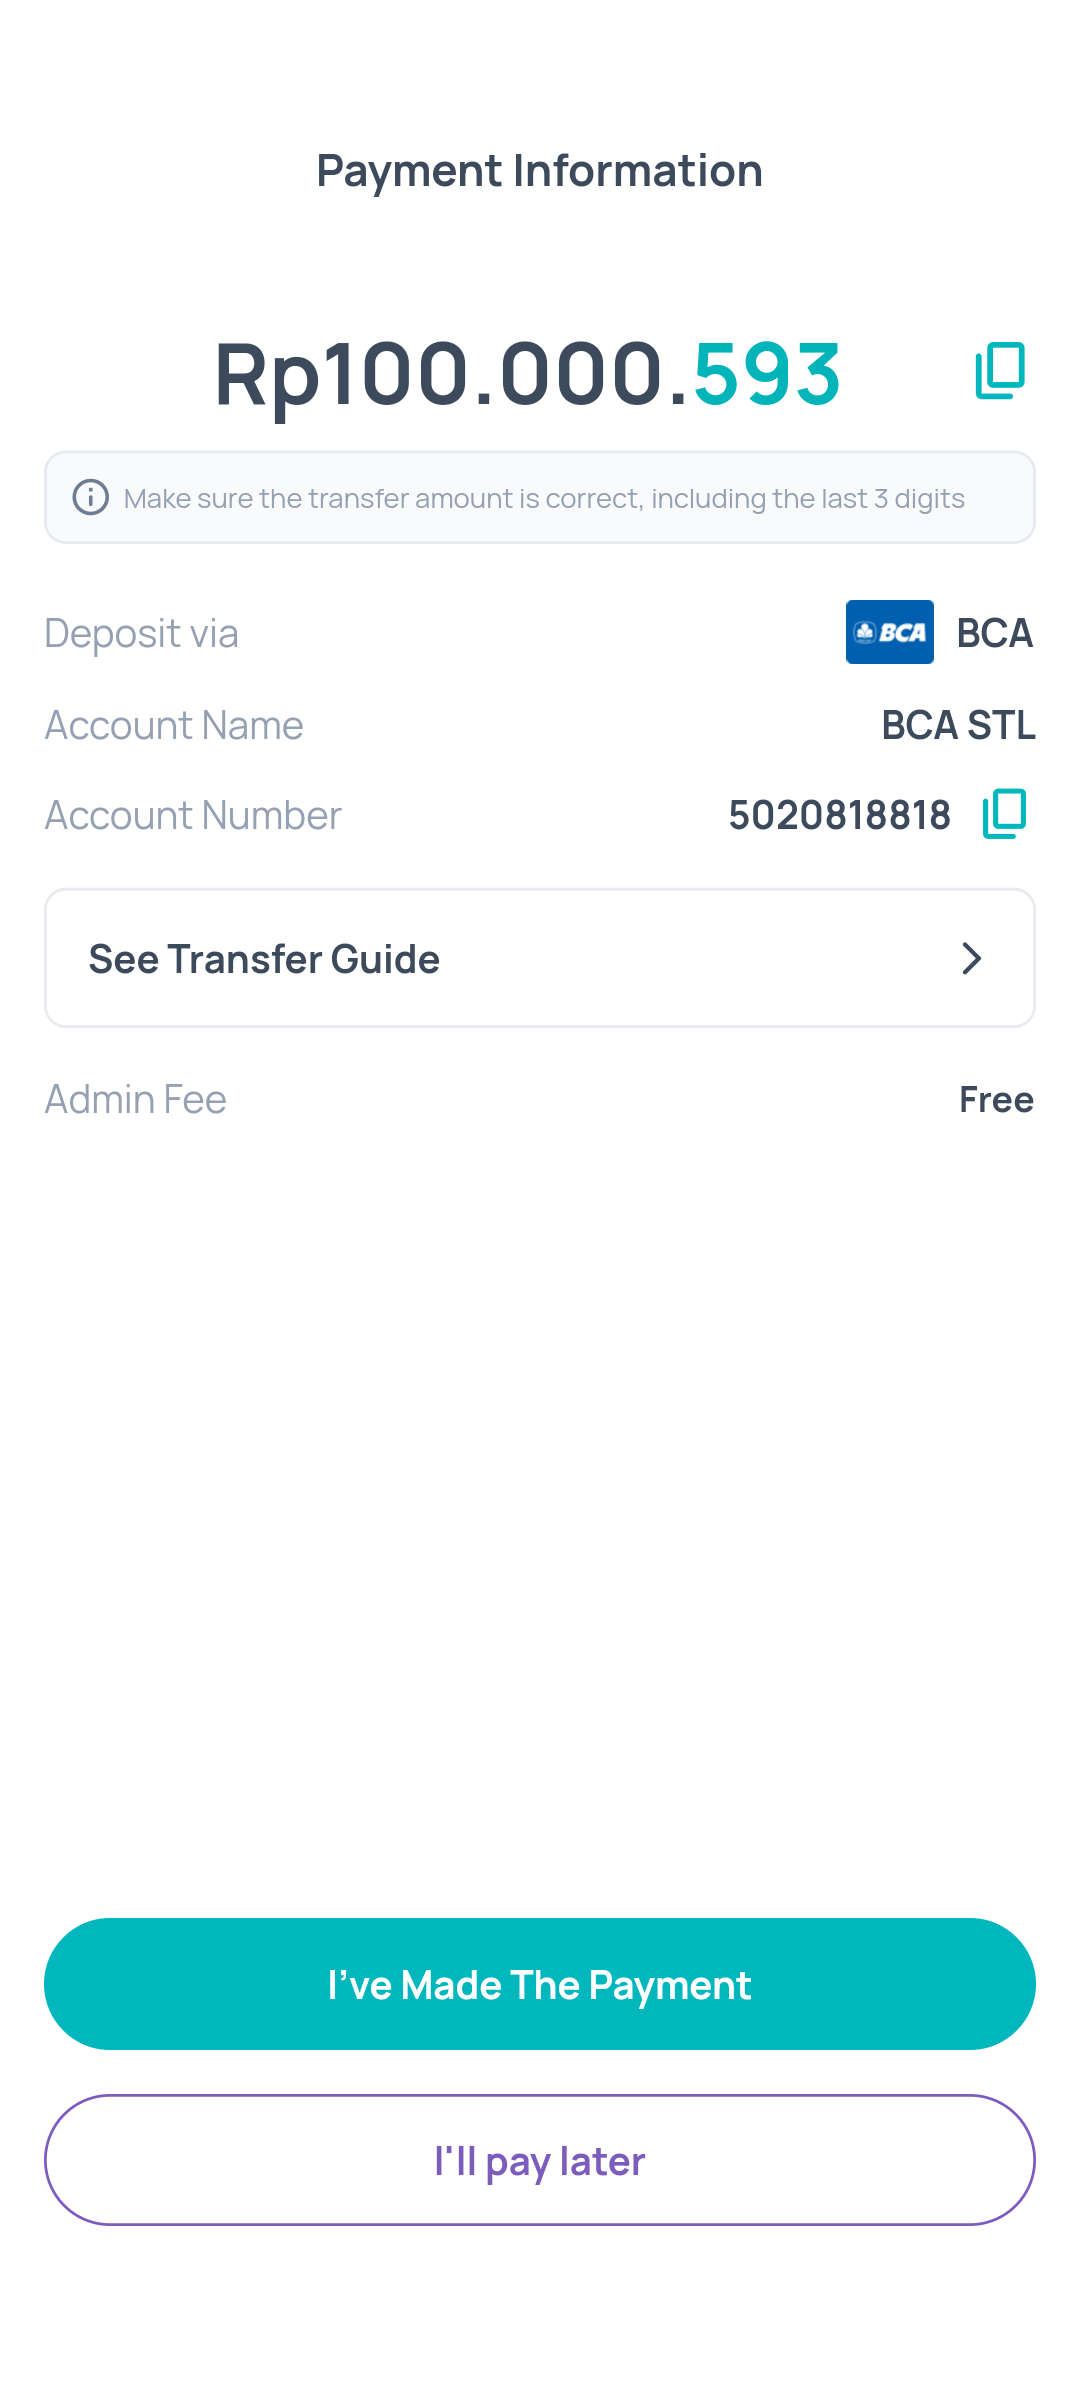 Payment Information
Rp100.000.593
Make sure the transfer amount is correct, including the last 3 digits
Deposit via BCA BCA
Account Name BCA STL
Account Number 5020818818
See Transfer Guide
Admin Fee Free
I've Made The Payment
I'll pay later